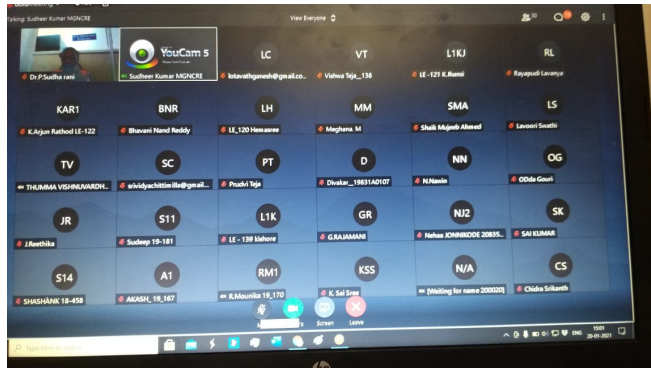 Talking: Sudheer Kumar MGNCRE
View Everyone
Dr.P.Sudha rani
YouCam 5
Sudheer Kumar MGNCRE
LC
lotavathganesh@gmail.co...
VT
Vishwa Teja_138
L1KJ
LE -121 K.Jhansi
RL
Rayapudi Lavanya
KAR1
K.Arjun Rathod LE-122
BNR
Bhavani Nand Reddy
LH
LE_120 Hemasree
MM
Meghana. M
SMA
Shaik Mujeeb Ahmed
LS
Lavoori Swathi
TV
THUMMA VISHNUVARDH...
SC
srividyachittimilla@gmail...
PT
Prudvi Teja
D
Divakar_19831A0107
NN
N.Nawin
OG
ODda Gouri
JR
J.Reethika
S11
Sudeep 19-181
L1K
LE - 139 kishore
GR
G.RAJAMANI
NJ2
Nehaa JONNIKODE 20835...
SK
SAI KUMAR
S14
SHASHÀNK 18-458
A1
AKASH_19_167
RM1
R.Mounika 19_170
KSS
K. Sai Sree
N/A
[Waiting for name 200020]
CS
Chidra Srikanth
Screen
Leave
Type here to search
ENG
15:01
20-01-2021
hp